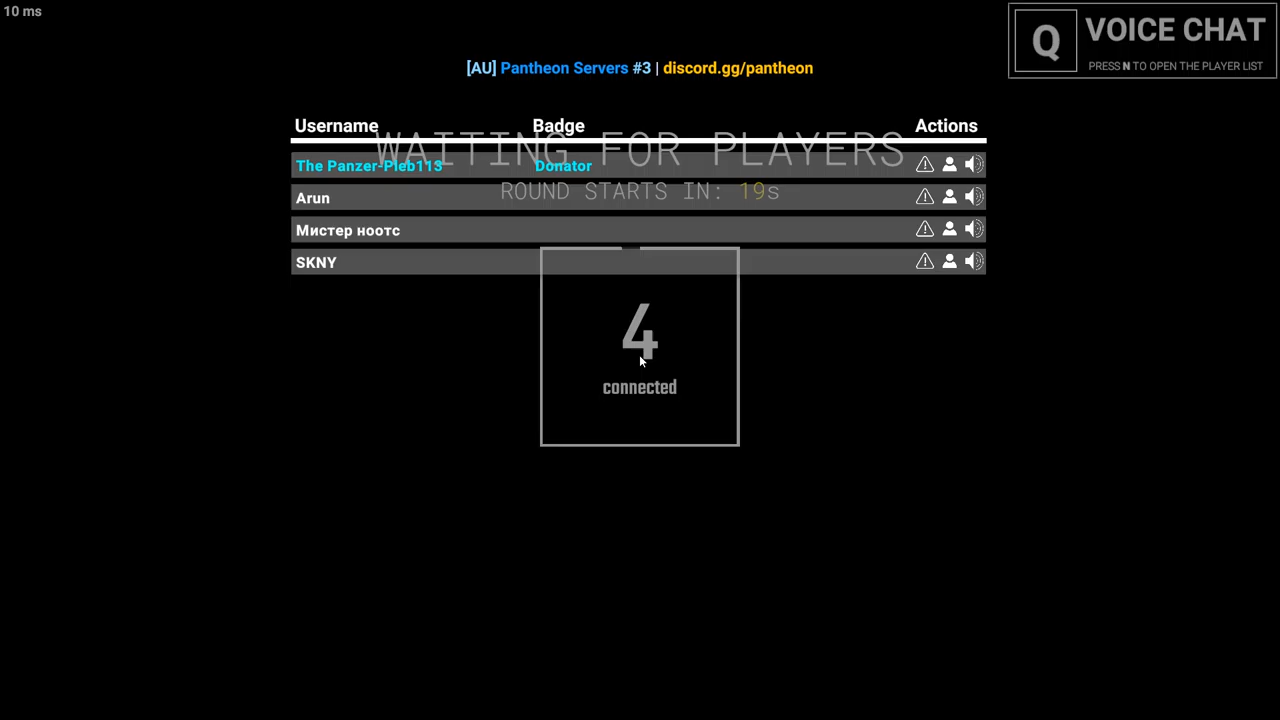 10 ms
Q
VOICE CHAT
PRESS N TO OPEN THE PLAYER LIST
[AU] Pantheon Servers #3 | discord.gg/pantheon
Username Badge Actions
WAITING FOR PLAYERS
The Panzer-Pleb113 Donator
ROUND STARTS IN: 19s
Arun
Мистер ноотс
SKNY
4
connected